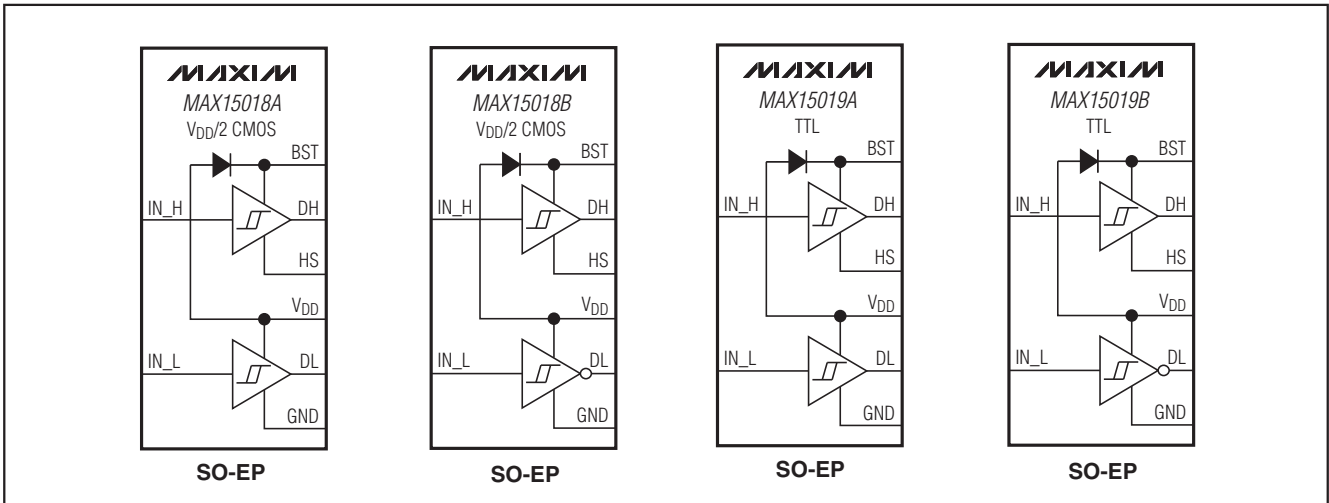 MAXIM
MAX15018A
VDD/2 CMOS
BST
IN_H
DH
HS
VDD
IN_L
DL
GND
SO-EP
MAXIM
MAX15018B
VDD/2 CMOS
BST
IN_H
DH
HS
VDD
IN_L
DL
GND
SO-EP
MAXIM
MAX15019A
TTL
BST
IN_H
DH
HS
VDD
IN_L
DL
GND
SO-EP
MAXIM
MAX15019B
TTL
BST
IN_H
DH
HS
VDD
IN_L
DL
GND
SO-EP